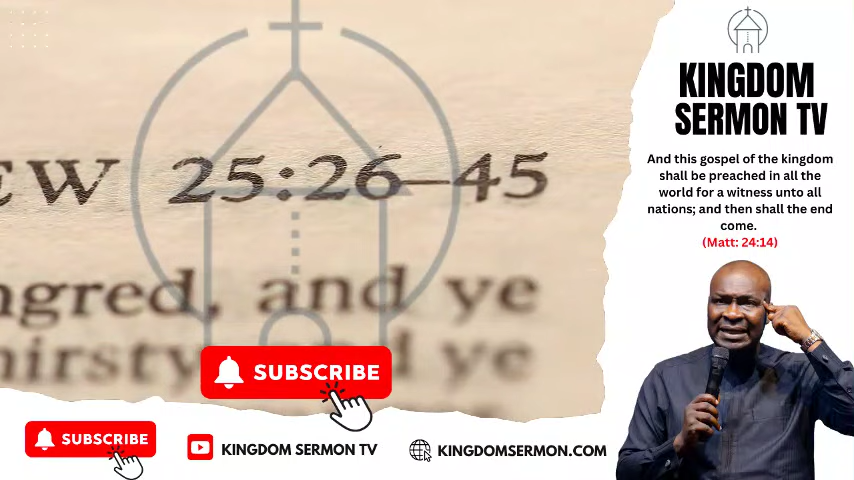 EW 25:26–45
ngred, and ye
hirsty, and ye
SUBSCRIBE
KINGDOM
SERMON TV
And this gospel of the kingdom
shall be preached in all the
world for a witness unto all
nations; and then shall the end
come.
(Matt: 24:14)
SUBSCRIBE
KINGDOM SERMON TV
KINGDOMSERMON.COM